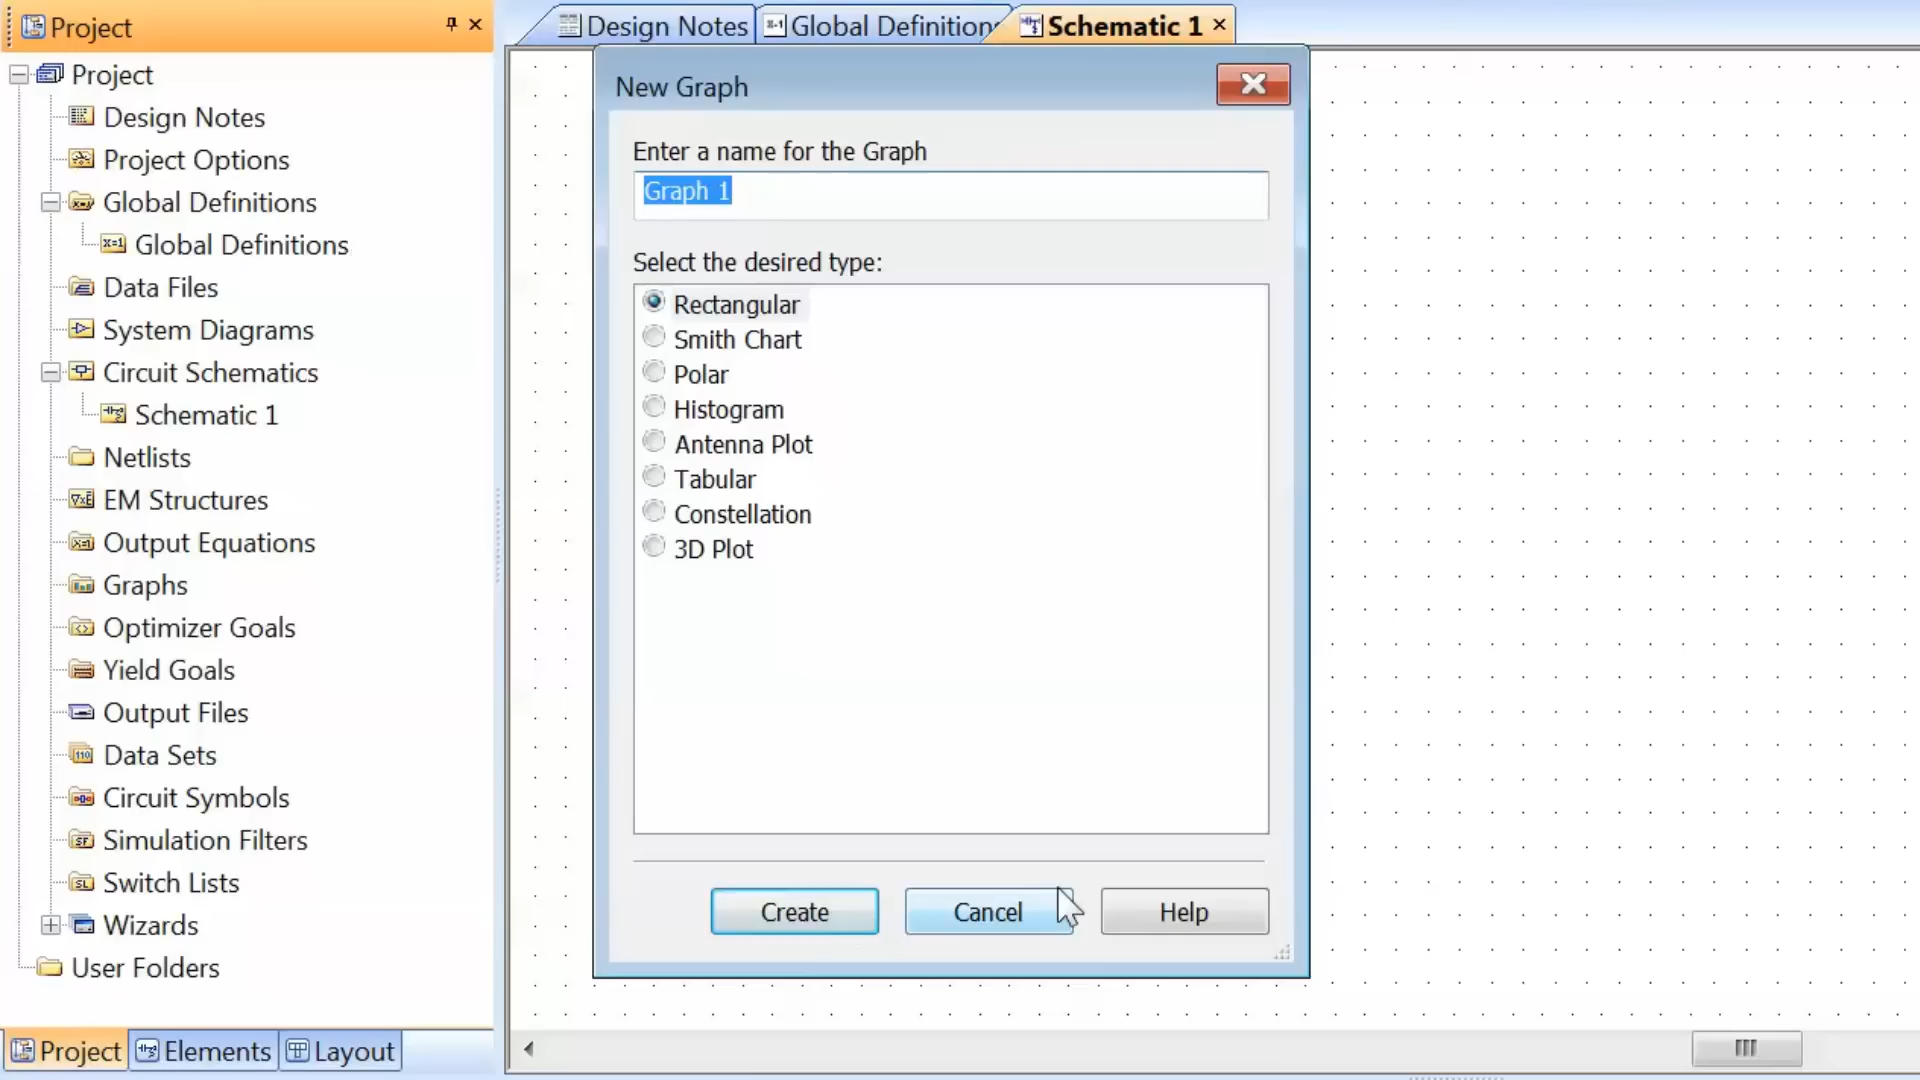 Project
Project
Design Notes
Project Options
Global Definitions
Global Definitions
Data Files
System Diagrams
Circuit Schematics
Schematic 1
Netlists
EM Structures
Output Equations
Graphs
Optimizer Goals
Yield Goals
Output Files
Data Sets
Circuit Symbols
Simulation Filters
Switch Lists
Wizards
User Folders
Project Elements Layout
Design Notes Global Definitions Schematic 1
New Graph
Enter a name for the Graph
Graph 1
Select the desired type:
Rectangular
Smith Chart
Polar
Histogram
Antenna Plot
Tabular
Constellation
3D Plot
Create Cancel Help